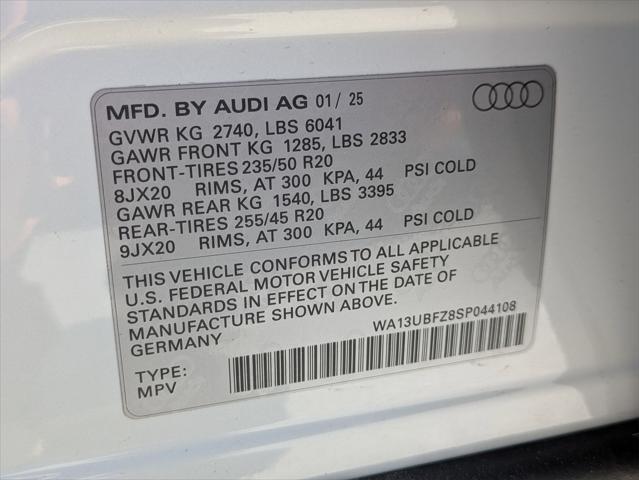 MFD. BY AUDI AG 01/ 25
GVWR KG 2740, LBS 6041
GAWR FRONT KG 1285, LBS 2833
FRONT-TIRES 235/50 R20
8JX20 RIMS, AT 300 KPA, 44 PSI COLD
GAWR REAR KG 1540, LBS 3395
REAR-TIRES 255/45 R20
9JX20 RIMS, AT 300 KPA, 44 PSI COLD
THIS VEHICLE CONFORMS TO ALL APPLICABLE
U.S. FEDERAL MOTOR VEHICLE SAFETY
STANDARDS IN EFFECT ON THE DATE OF
MANUFACTURE SHOWN ABOVE.
GERMANY
WA13UBFZ8SP044108
TYPE:
MPV